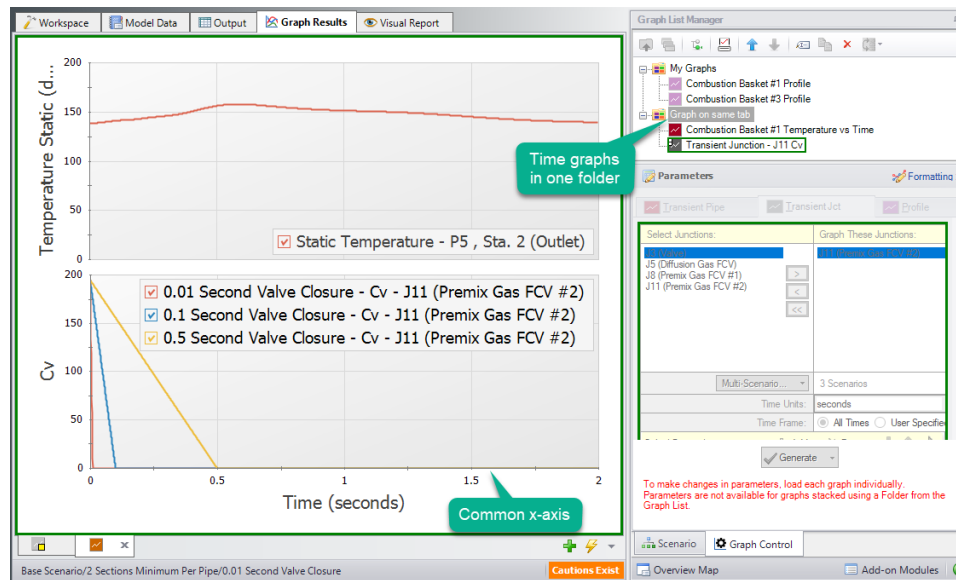 Workspace
Model Data
Output
Graph Results
Visual Report
Temperature Static (d...
200
150
100
50
0
Static Temperature - P5 , Sta. 2 (Outlet)
Cv
200
150
100
50
0
0.01 Second Valve Closure - Cv - J11 (Premix Gas FCV #2)
0.1 Second Valve Closure - Cv - J11 (Premix Gas FCV #2)
0.5 Second Valve Closure - Cv - J11 (Premix Gas FCV #2)
0
0.5
1
1.5
2
Time (seconds)
Common x-axis
Base Scenario/2 Sections Minimum Per Pipe/0.01 Second Valve Closure
Cautions Exist
Graph List Manager
My Graphs
Combustion Basket #1 Profile
Combustion Basket #3 Profile
Graph on same tab
Combustion Basket #1 Temperature vs Time
Transient Junction - J11 Cv
Time graphs
in one folder
Parameters
Formatting
Transient Pipe
Transient Jct
Profile
Select Junctions:
Graph These Junctions:
J3 (Valve)
J11 (Premix Gas FCV #2)
J5 (Diffusion Gas FCV)
J8 (Premix Gas FCV #1)
J11 (Premix Gas FCV #2)
>
<
<<
Multi-Scenario...
3 Scenarios
Time Units:
seconds
Time Frame:
All Times
User Specifie
Generate
To make changes in parameters, load each graph individually.
Parameters are not available for graphs stacked using a Folder from the
Graph List.
Scenario
Graph Control
Overview Map
Add-on Modules